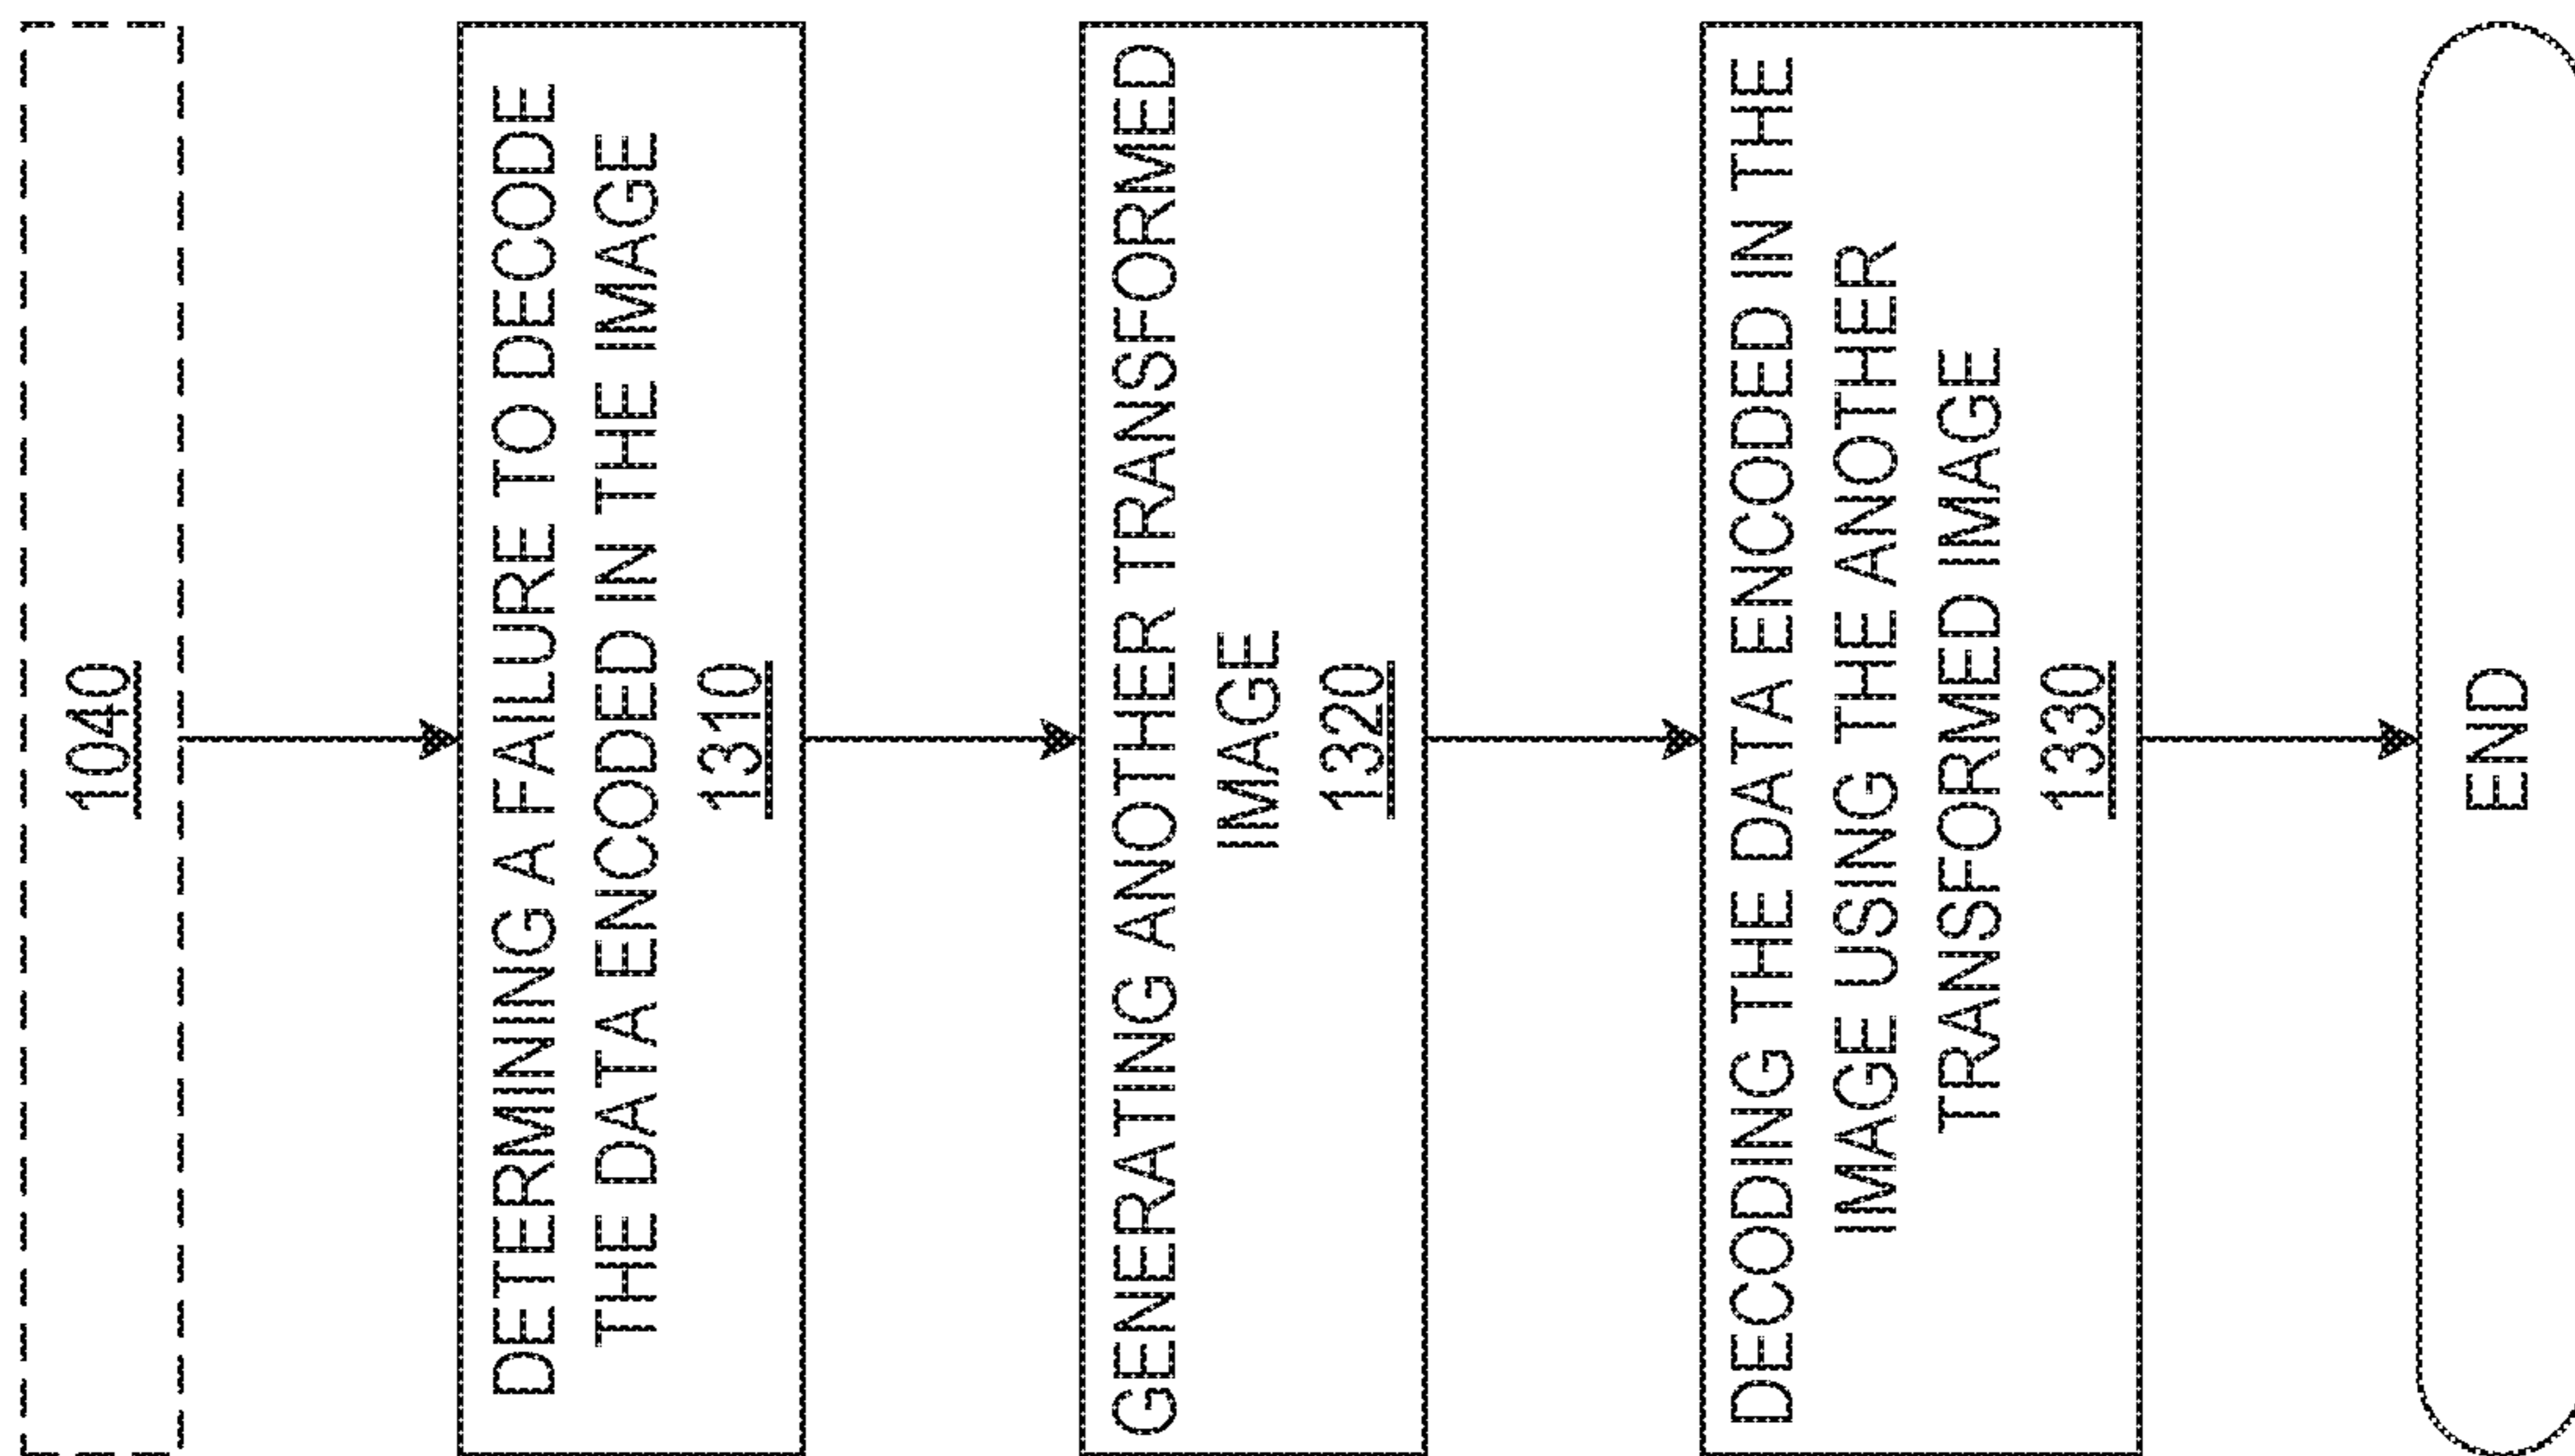 1040
DETERMINING A FAILURE TO DECODE
THE DATA ENCODED IN THE IMAGE
1310
GENERATING ANOTHER TRANSFORMED
IMAGE
1320
DECODING THE DATA ENCODED IN THE
IMAGE USING THE ANOTHER
TRANSFORMED IMAGE
1330
END